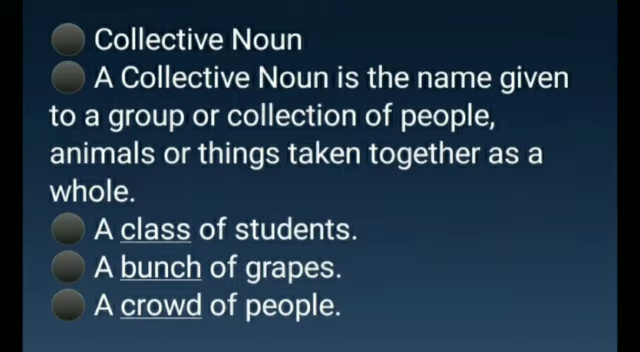 Collective Noun
A Collective Noun is the name given
to a group or collection of people,
animals or things taken together as a
whole.
A class of students.
A bunch of grapes.
A crowd of people.